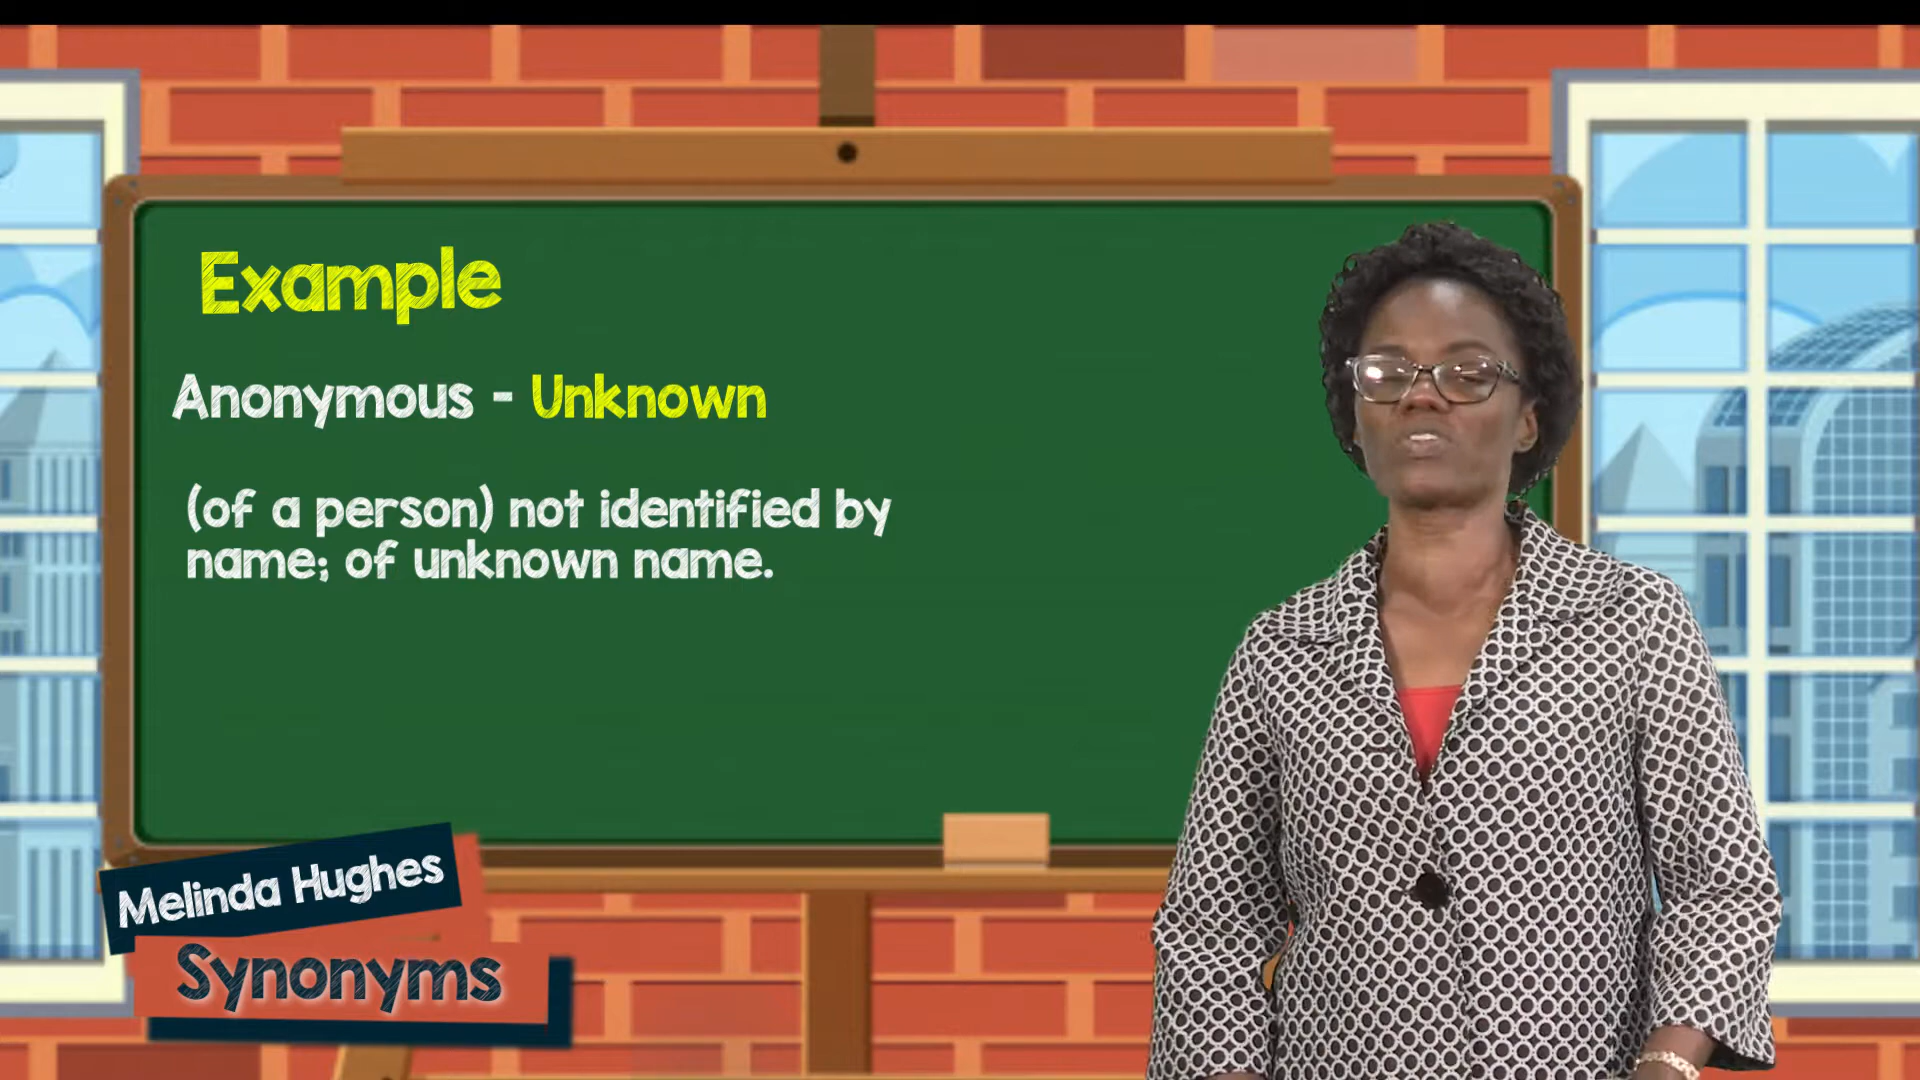 Example
Anonymous - Unknown
(of a person) not identified by
name; of unknown name.
Melinda Hughes
Synonyms